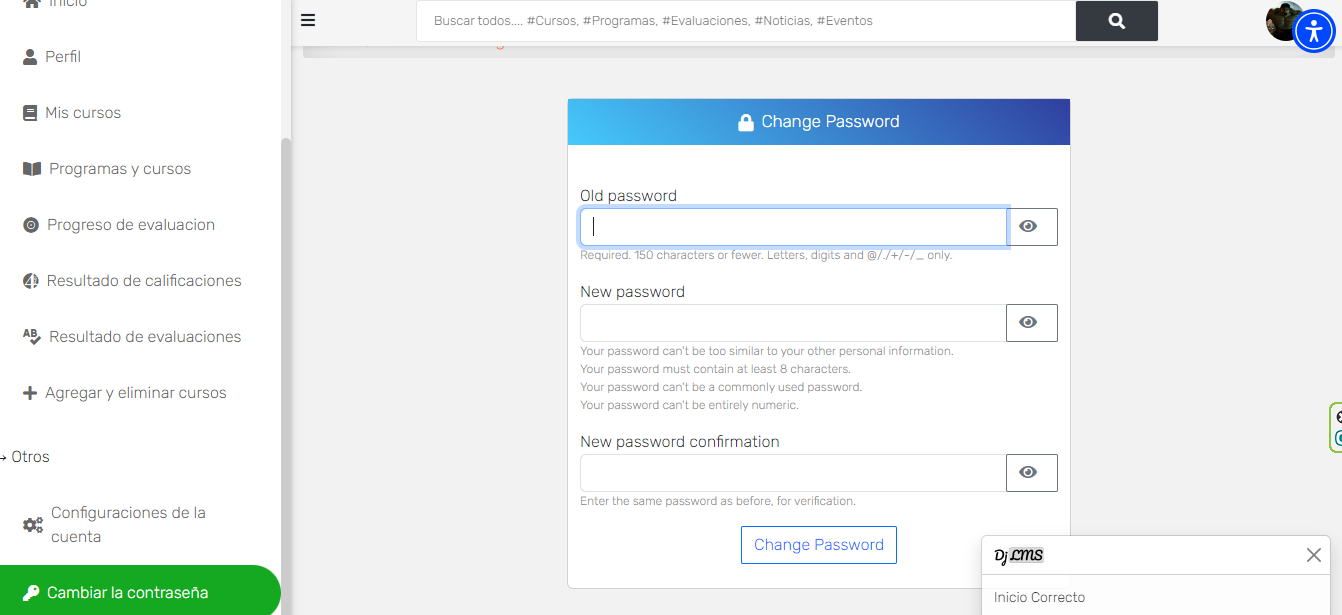 Inicio
Perfil
Mis cursos
Programas y cursos
Progreso de evaluacion
Resultado de calificaciones
Resultado de evaluaciones
Agregar y eliminar cursos
Otros
Configuraciones de la
cuenta
Cambiar la contraseña
Buscar todos.... #Cursos, #Programas, #Evaluaciones, #Noticias, #Eventos
Change Password
Old password
Required. 150 characters or fewer. Letters, digits and @/./+/-/_ only.
New password
Your password can't be too similar to your other personal information.
Your password must contain at least 8 characters.
Your password can't be a commonly used password.
Your password can't be entirely numeric.
New password confirmation
Enter the same password as before, for verification.
Change Password
Dj LMS
Inicio Correcto